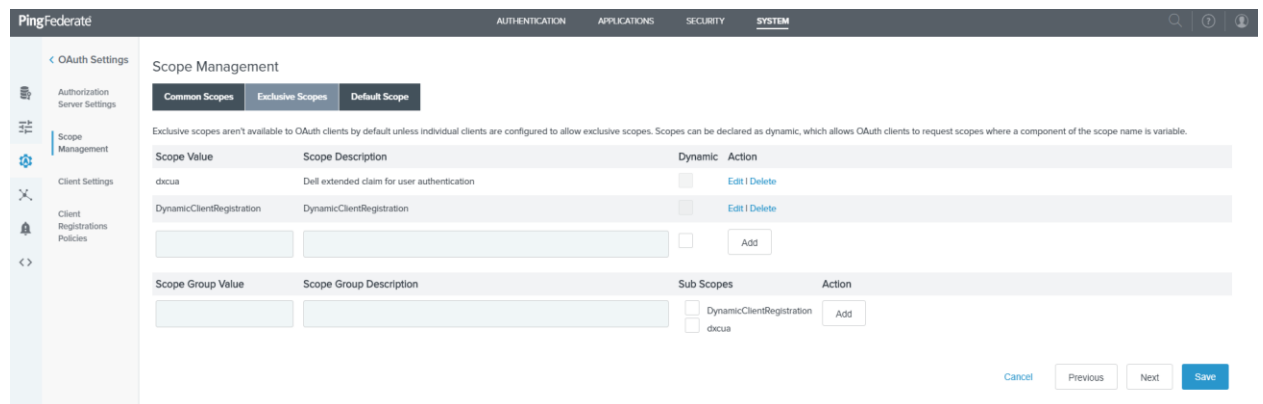 PingFederate
AUTHENTICATION APPLICATIONS SECURITY SYSTEM
OAuth Settings
Authorization
Server Settings
Scope
Management
Client Settings
Client
Registrations
Policies
Scope Management
Common Scopes Exclusive Scopes Default Scope
Exclusive scopes aren't available to OAuth clients by default unless individual clients are configured to allow exclusive scopes. Scopes can be declared as dynamic, which allows OAuth clients to request scopes where a component of the scope name is variable.
Scope Value Scope Description Dynamic Action
dxcua Dell extended claim for user authentication Edit | Delete
DynamicClientRegistration DynamicClientRegistration Edit | Delete
Add
Scope Group Value Scope Group Description Sub Scopes Action
DynamicClientRegistration Add
dxcua
Cancel Previous Next Save